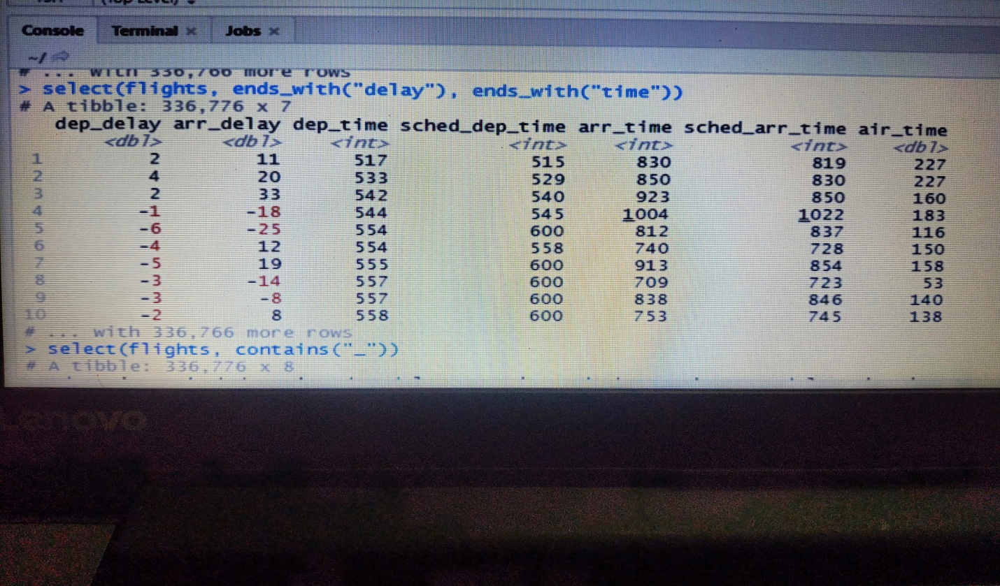 Console Terminal × Jobs ×
~/
# ... with 336,766 more rows
> select(flights, ends_with("delay"), ends_with("time"))
# A tibble: 336,776 x 7
dep_delay arr_delay dep_time sched_dep_time arr_time sched_arr_time air_time
<dbl> <dbl> <int> <int> <int> <int> <dbl>
1 2 11 517 515 830 819 227
2 4 20 533 529 850 830 227
3 2 33 542 540 923 850 160
4 -1 -18 544 545 1004 1022 183
5 -6 -25 554 600 812 837 116
6 -4 12 554 558 740 728 150
7 -5 19 555 600 913 854 158
8 -3 -14 557 600 709 723 53
9 -3 -8 557 600 838 846 140
10 -2 8 558 600 753 745 138
# ... with 336,766 more rows
> select(flights, contains("_"))
# A tibble: 336,776 x 8
Lenovo